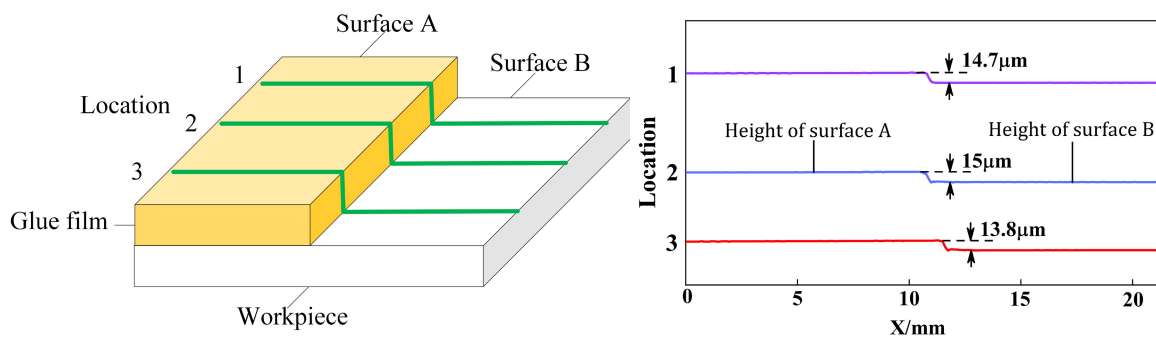 Surface A
Surface B
1
Location
2
3
Glue film
Workpiece
Location
1
14.7μm
Height of surface A
Height of surface B
2
15μm
3
13.8μm
0
5
10
15
20
X/mm